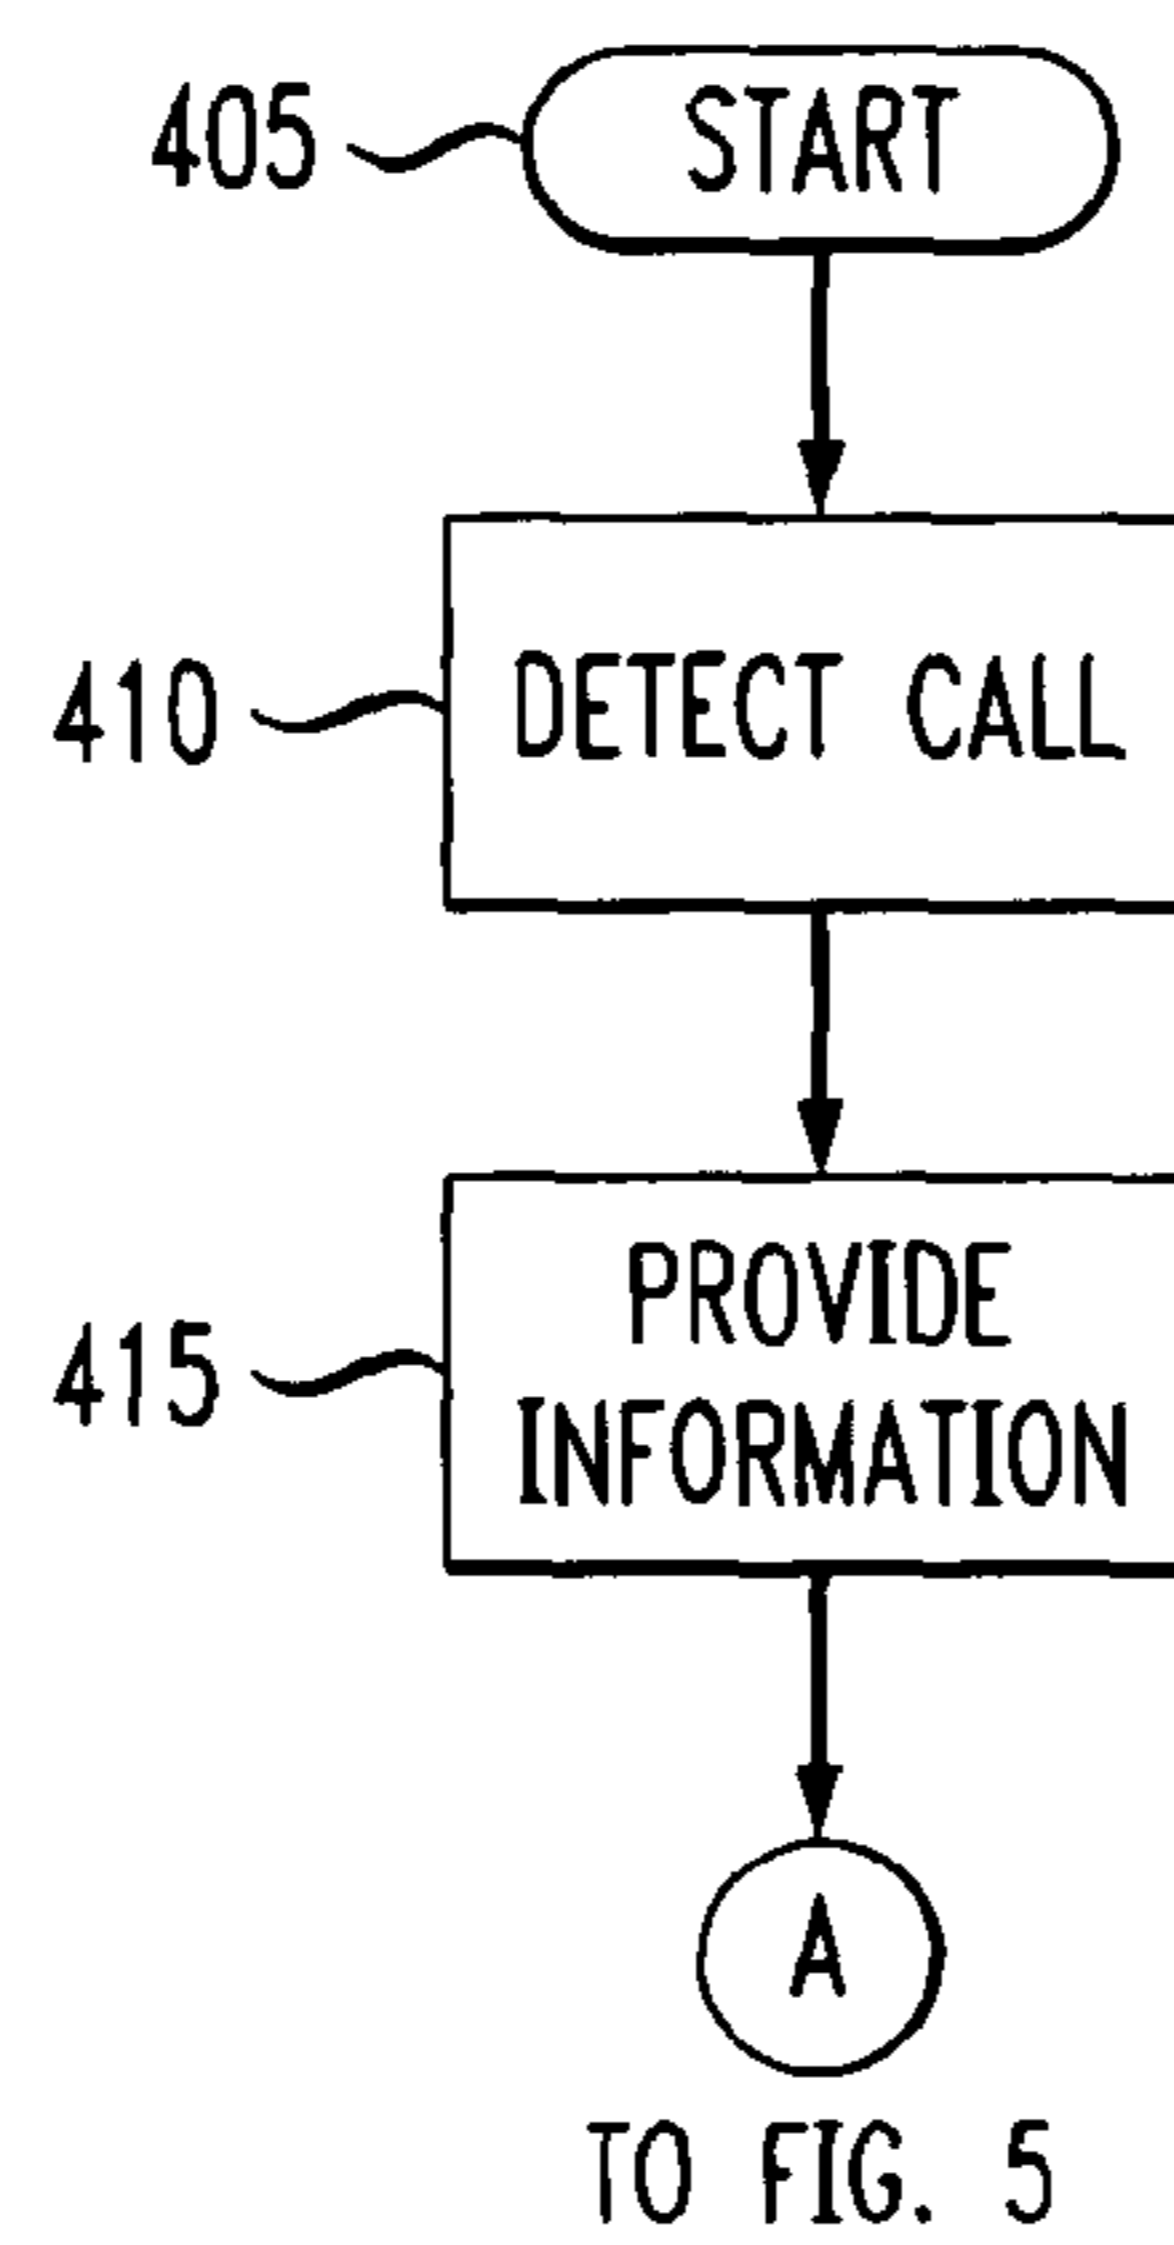 405
START
410
DETECT CALL
415
PROVIDE
INFORMATION
A
TO FIG. 5